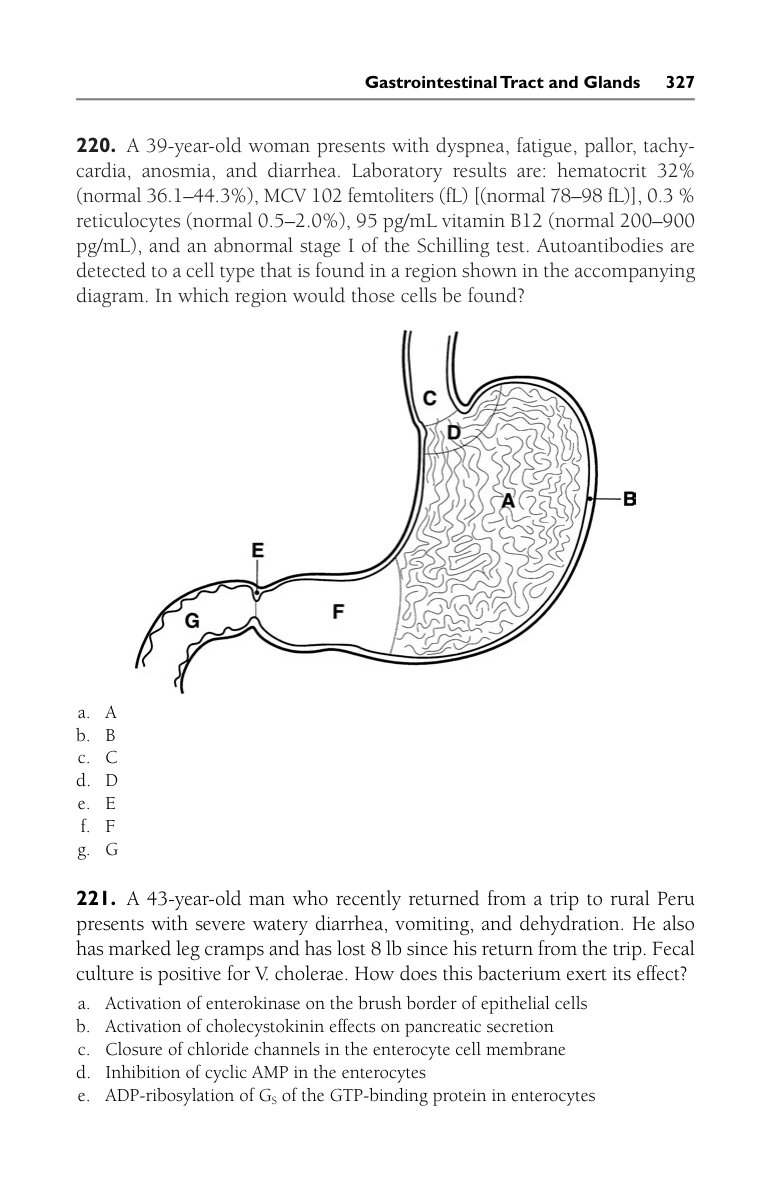 Gastrointestinal Tract and Glands 327
220. A 39-year-old woman presents with dyspnea, fatigue, pallor, tachy-
cardia, anosmia, and diarrhea. Laboratory results are: hematocrit 32%
(normal 36.1–44.3%), MCV 102 femtoliters (fL) [(normal 78–98 fL)], 0.3 %
reticulocytes (normal 0.5–2.0%), 95 pg/mL vitamin B12 (normal 200–900
pg/mL), and an abnormal stage I of the Schilling test. Autoantibodies are
detected to a cell type that is found in a region shown in the accompanying
diagram. In which region would those cells be found?
C
D
A
B
E
F
G
a. A
b. B
c. C
d. D
e. E
f. F
g. G
221. A 43-year-old man who recently returned from a trip to rural Peru
presents with severe watery diarrhea, vomiting, and dehydration. He also
has marked leg cramps and has lost 8 lb since his return from the trip. Fecal
culture is positive for V. cholerae. How does this bacterium exert its effect?
a. Activation of enterokinase on the brush border of epithelial cells
b. Activation of cholecystokinin effects on pancreatic secretion
c. Closure of chloride channels in the enterocyte cell membrane
d. Inhibition of cyclic AMP in the enterocytes
e. ADP-ribosylation of GS of the GTP-binding protein in enterocytes